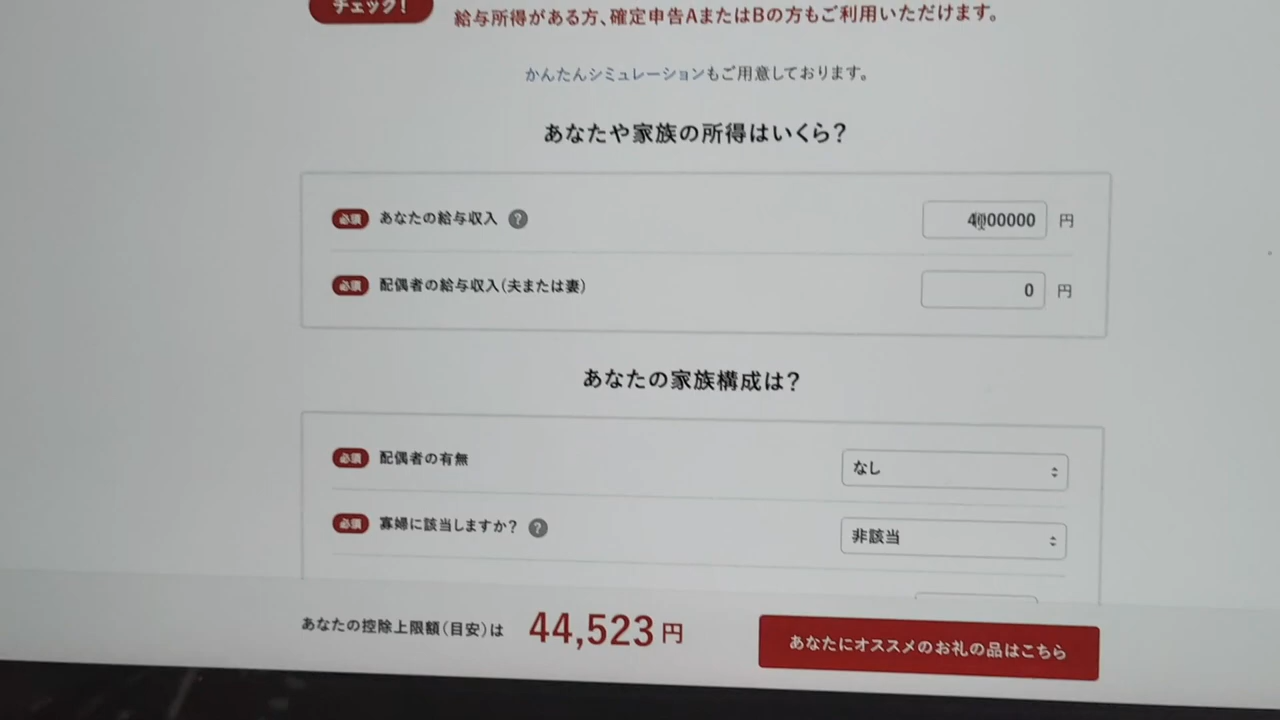 チェック!
給与所得がある方、確定申告AまたはBの方もご利用いただけます。
かんたんシミュレーションもご用意しております。
あなたや家族の所得はいくら?
必須 あなたの給与収入 ? 4000000 円
必須 配偶者の給与収入(夫または妻) 0 円
あなたの家族構成は?
必須 配偶者の有無 なし
必須 寡婦に該当しますか? ? 非該当
あなたの控除上限額(目安)は 44,523円 あなたにオススメのお礼の品はこちら